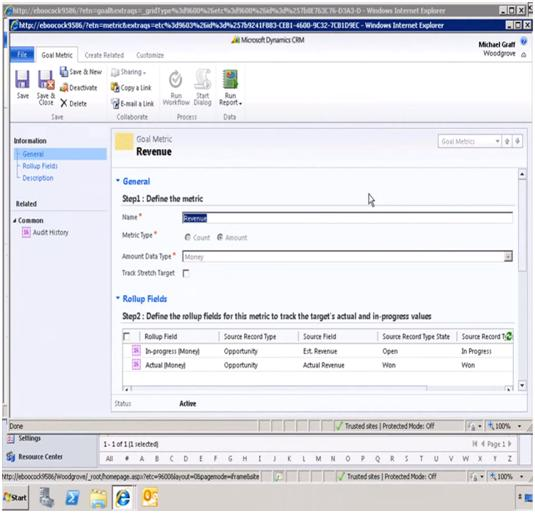 http://eboocock9586/?etn=goal&extraqs=?_gridType%3d9600%26etc%3d9600%26id%3d%257b8E763C76-D3A3-D - Windows Internet Explorer
http://eboocock9586/?etn=metric&extraqs=etc%3d9603%26id%3d%257b9241F883-CEB1-4600-9C32-7CB1D9EC - Windows Internet Explorer
Microsoft Dynamics CRM
File Goal Metric Create Related Customize
Michael Graff
Woodgrove
Save
Save & Close
Save & New
Deactivate
Delete
Save
Sharing
Copy a Link
E-mail a Link
Collaborate
Run Workflow
Start Dialog
Process
Run Report
Data
Information
General
Rollup Fields
Description
Related
Common
Audit History
Goal Metric
Revenue
Goal Metrics
General
Step1 : Define the metric
Name * Revenue
Metric Type * Count Amount
Amount Data Type * Money
Track Stretch Target
Rollup Fields
Step2 : Define the rollup fields for this metric to track the target's actual and in-progress values
Rollup Field Source Record Type Source Field Source Record Type State Source Record T
In-progress (Money) Opportunity Est. Revenue Open In Progress
Actual (Money) Opportunity Actual Revenue Won Won
Status Active
Done Trusted sites | Protected Mode: Off 100%
Settings
Resource Center
1 - 1 of 1 (1 selected) Page 1
All # A B C D E F G H I J K L M N O P Q R S T U V W X Y Z
http://eboocock9586/Woodgrove/_root/homepage.aspx?etc=9600&layout=0&pagemode=iframe&site Trusted sites | Protected Mode: Off 100%
Start